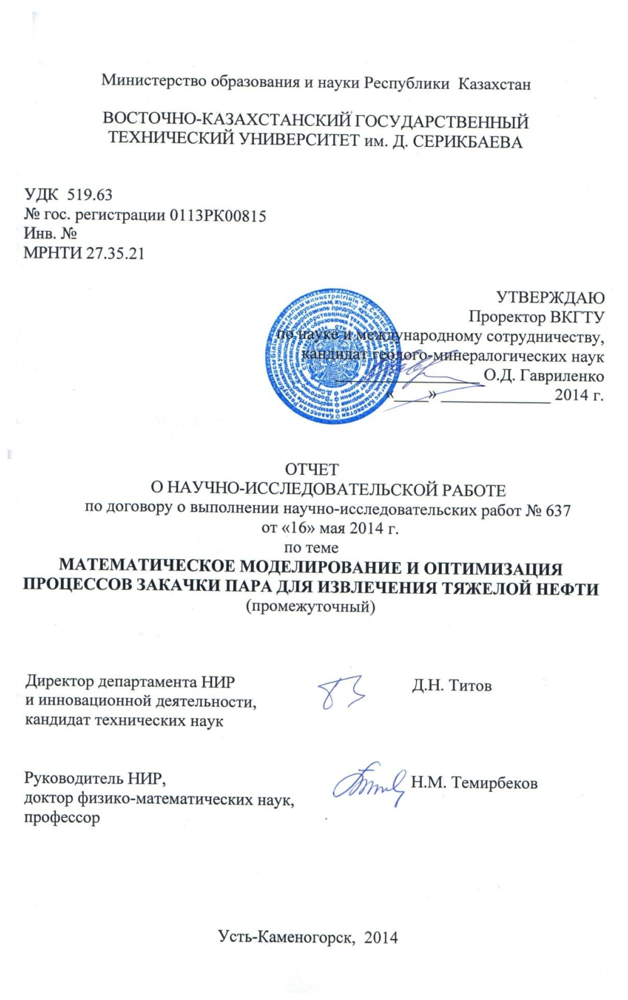 Министерство образования и науки Республики Казахстан
ВОСТОЧНО-КАЗАХСТАНСКИЙ ГОСУДАРСТВЕННЫЙ
ТЕХНИЧЕСКИЙ УНИВЕРСИТЕТ им. Д. СЕРИКБАЕВА
УДК 519.63
№ гос. регистрации 0113РК00815
Инв. №
МРНТИ 27.35.21
УТВЕРЖДАЮ
Проректор ВКГТУ
по науке и международному сотрудничеству,
кандидат геолого-минералогических наук
_________________ О.Д. Гавриленко
«____» _____________ 2014 г.
ОТЧЕТ
О НАУЧНО-ИССЛЕДОВАТЕЛЬСКОЙ РАБОТЕ
по договору о выполнении научно-исследовательских работ № 637
от «16» мая 2014 г.
по теме
МАТЕМАТИЧЕСКОЕ МОДЕЛИРОВАНИЕ И ОПТИМИЗАЦИЯ
ПРОЦЕССОВ ЗАКАЧКИ ПАРА ДЛЯ ИЗВЛЕЧЕНИЯ ТЯЖЕЛОЙ НЕФТИ
(промежуточный)
Директор департамента НИР
и инновационной деятельности,
кандидат технических наук
Д.Н. Титов
Руководитель НИР,
доктор физико-математических наук,
профессор
Н.М. Темирбеков
Усть-Каменогорск, 2014